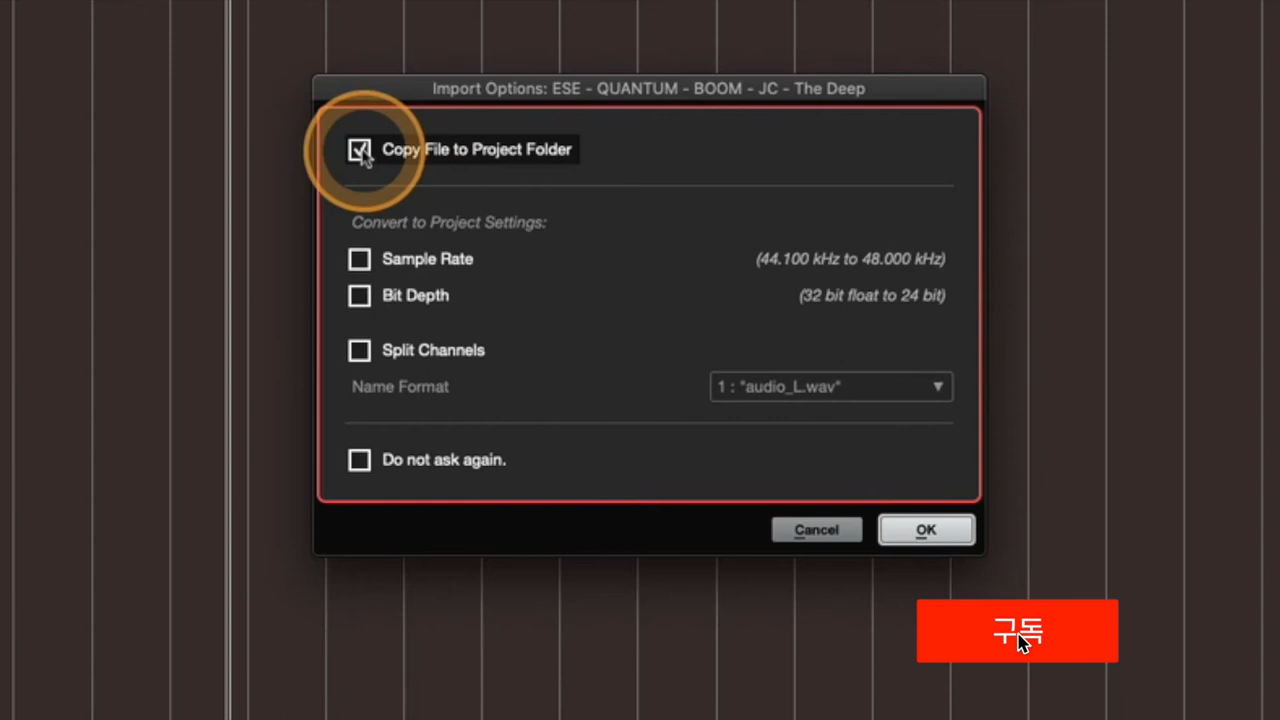 Import Options: ESE - QUANTUM - BOOM - JC - The Deep
Copy File to Project Folder
Convert to Project Settings:
Sample Rate (44.100 kHz to 48.000 kHz)
Bit Depth (32 bit float to 24 bit)
Split Channels
Name Format 1 : "audio_L.wav"
Do not ask again.
Cancel OK
구독